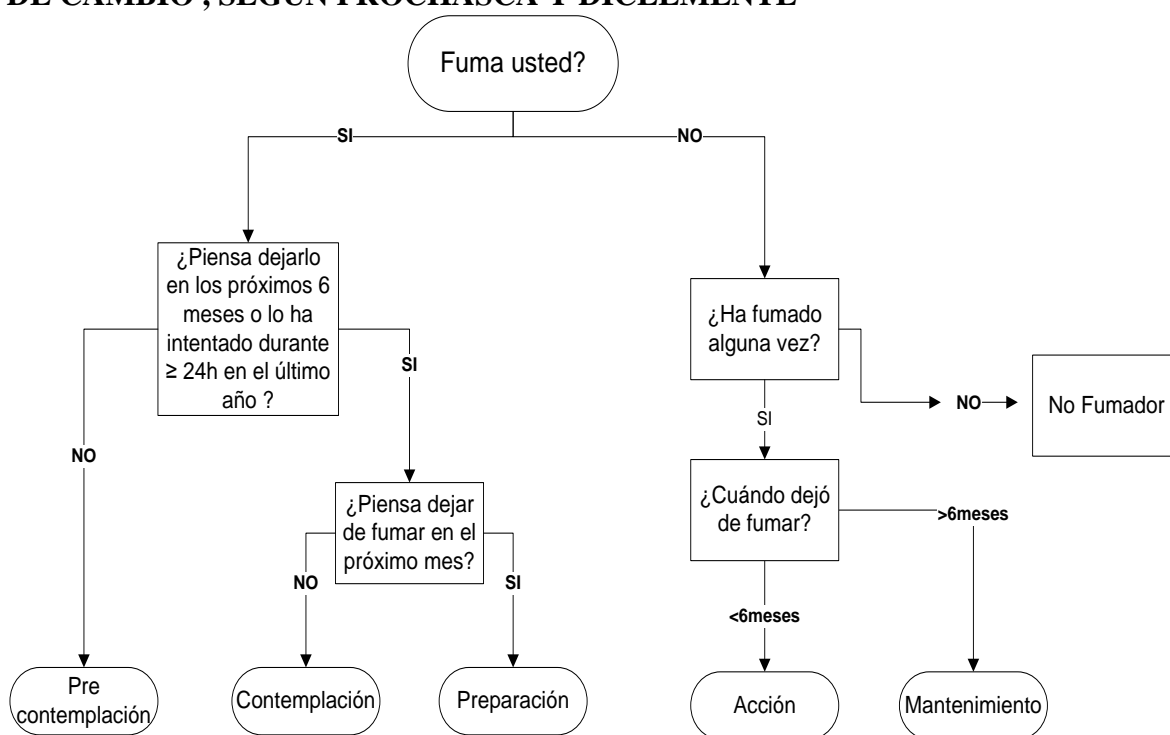 DE CAMBIO , SEGÚN PROCHASCA Y DICLEMENTE
Fuma usted?
SI
NO
¿Piensa dejarlo
en los próximos 6
meses o lo ha
intentado durante
≥ 24h en el último
año ?
¿Ha fumado
alguna vez?
SI
NO
No Fumador
SI
NO
¿Cuándo dejó
de fumar?
¿Piensa dejar
de fumar en el
próximo mes?
>6meses
NO
SI
<6meses
Pre
contemplación
Contemplación
Preparación
Acción
Mantenimiento